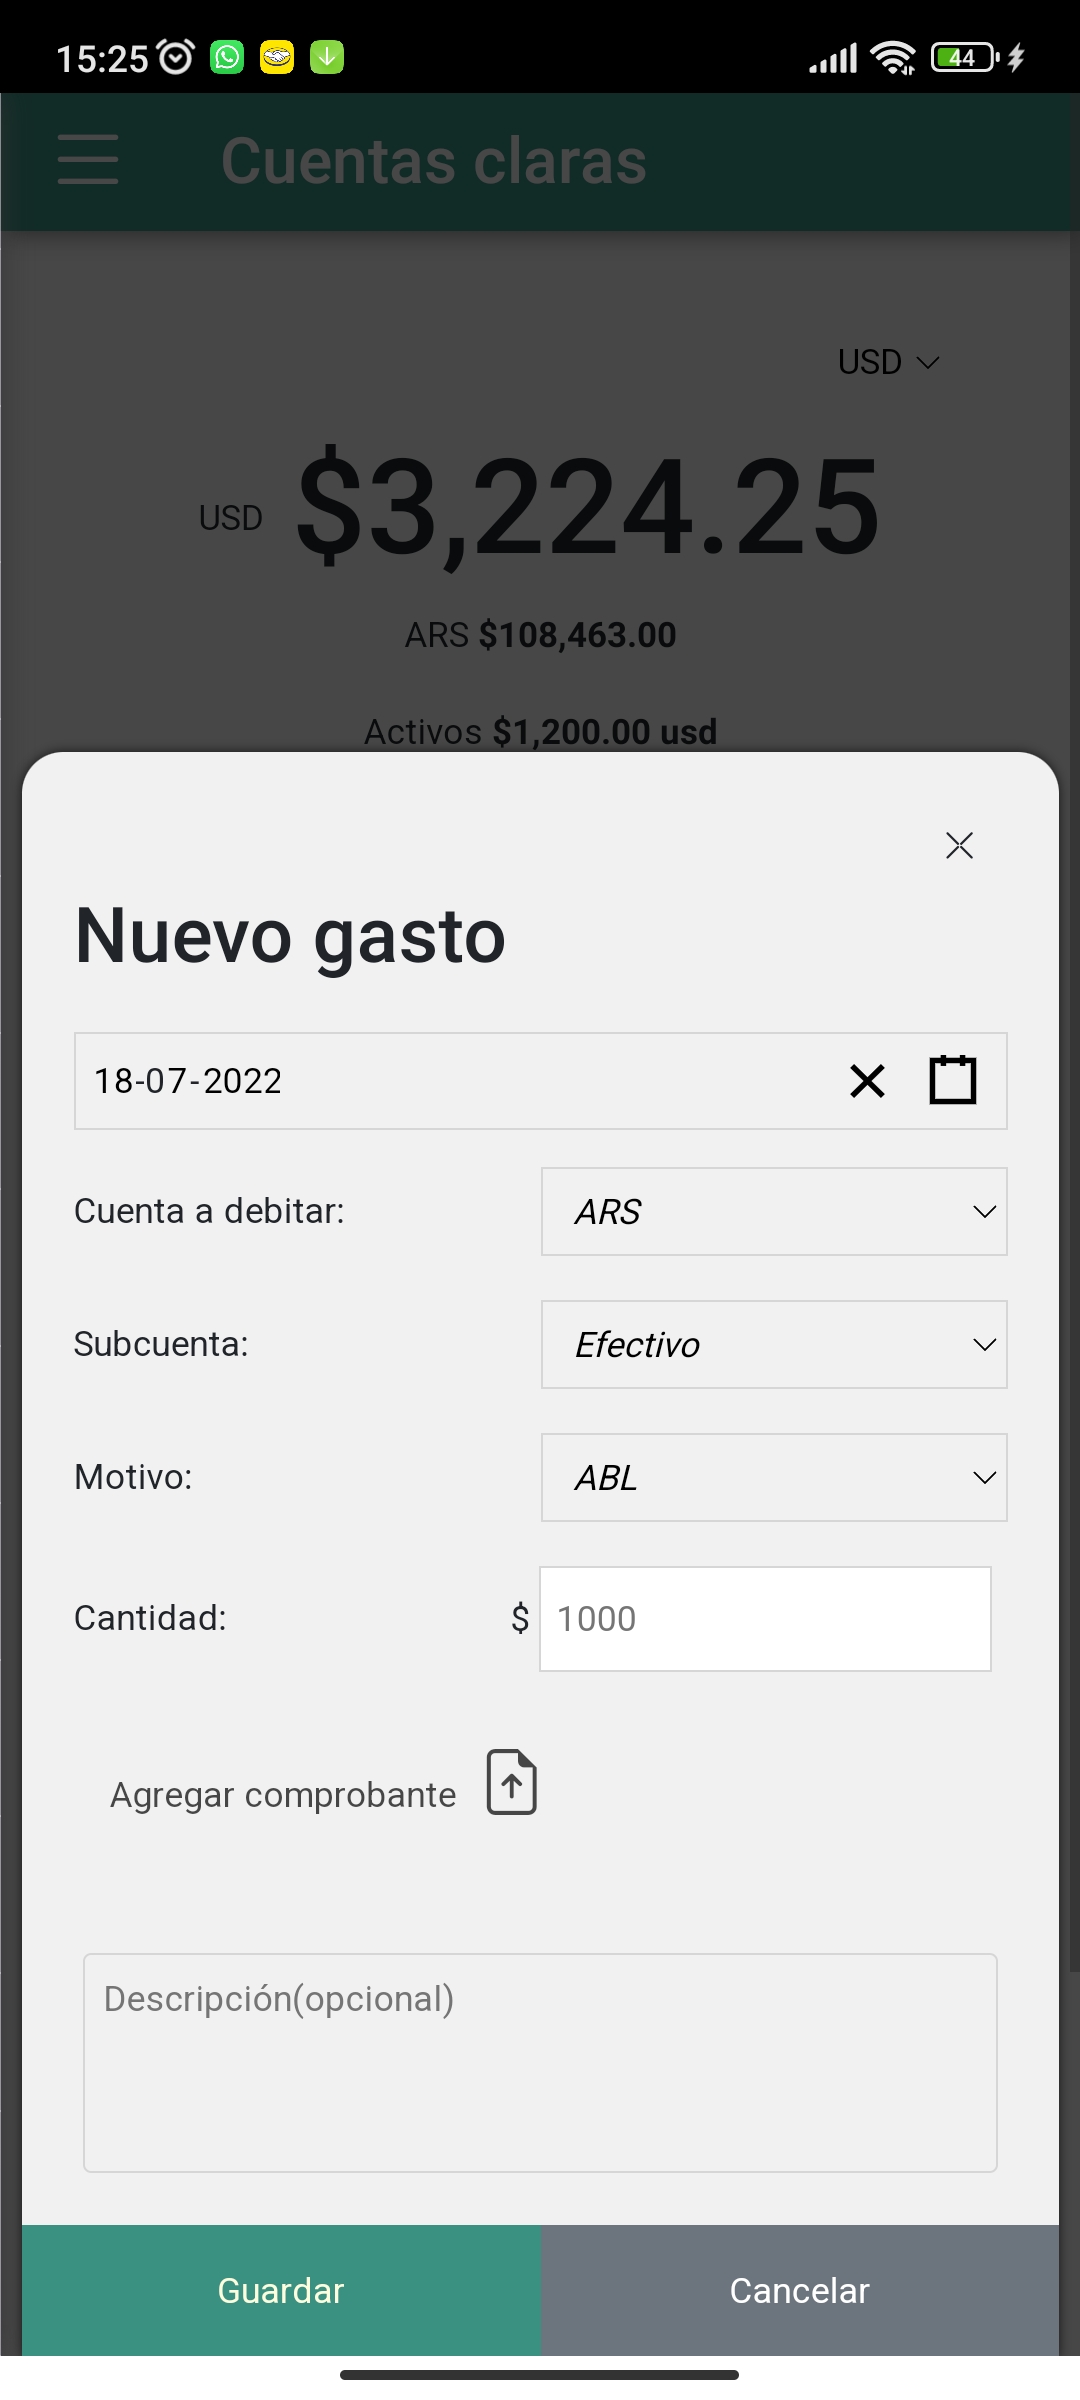 15:25
44
Cuentas claras
USD
USD $3,224.25
ARS $108,463.00
Activos $1,200.00 usd
Nuevo gasto
18-07-2022
Cuenta a debitar: ARS
Subcuenta: Efectivo
Motivo: ABL
Cantidad: $ 1000
Agregar comprobante
Descripción(opcional)
Guardar Cancelar